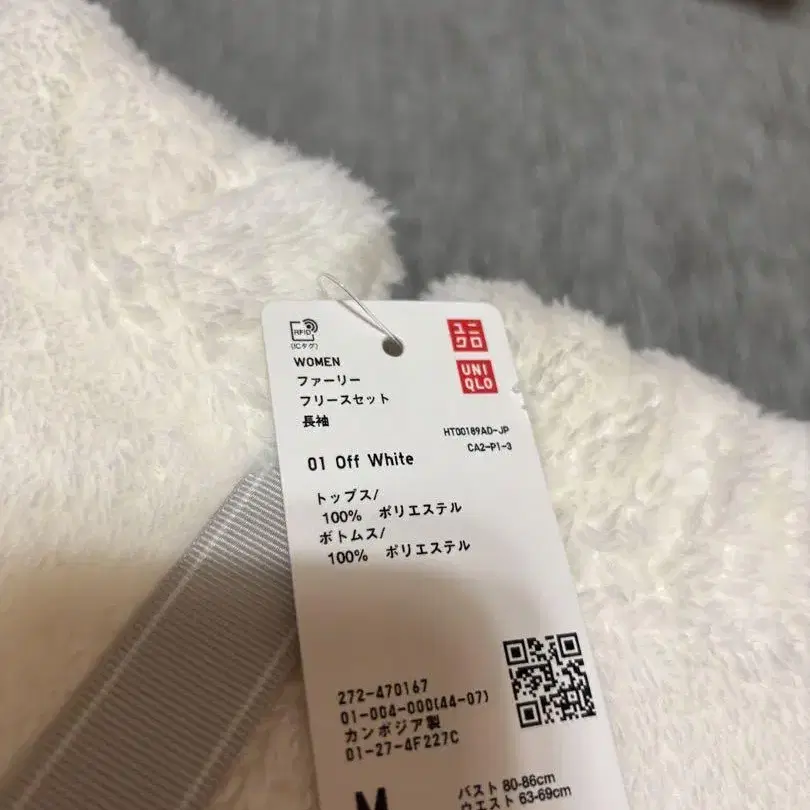 RFID
(ICタグ)
WOMEN
ファーリー
フリースセット
長袖
ユニ
クロ
UNI
QLO
HT00189AD-JP
CA2-P1-3
01 Off White
トップス/
100% ポリエステル
ボトムス/
100% ポリエステル
272-470167
01-004-000(44-07)
カンボジア製
01-27-4F227C
M
バスト 80-86cm
ウエスト 63-69cm